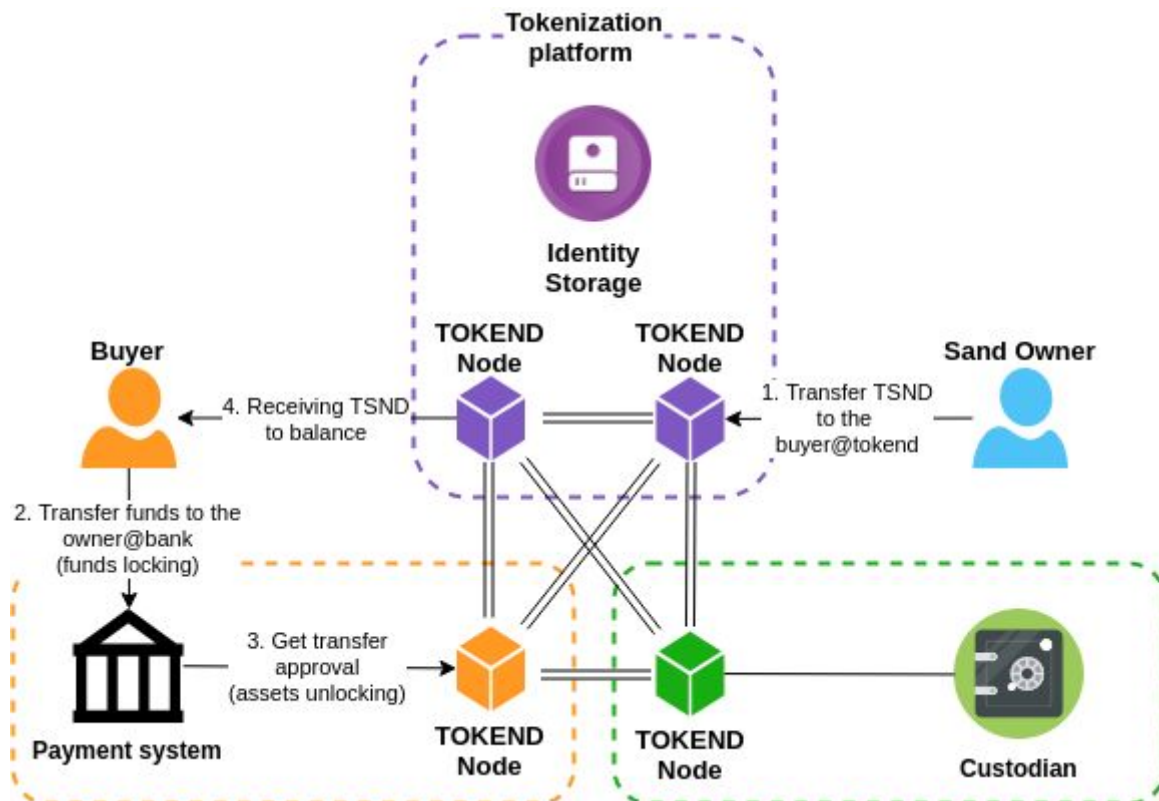 Tokenization
platform
Identity
Storage
TOKEND
Node
TOKEND
Node
Buyer
Sand Owner
1. Transfer TSND
to the
buyer@tokend
4. Receiving TSND
to balance
2. Transfer funds to the
owner@bank
(funds locking)
3. Get transfer
approval
(assets unlocking)
Payment system
TOKEND
Node
TOKEND
Node
Custodian